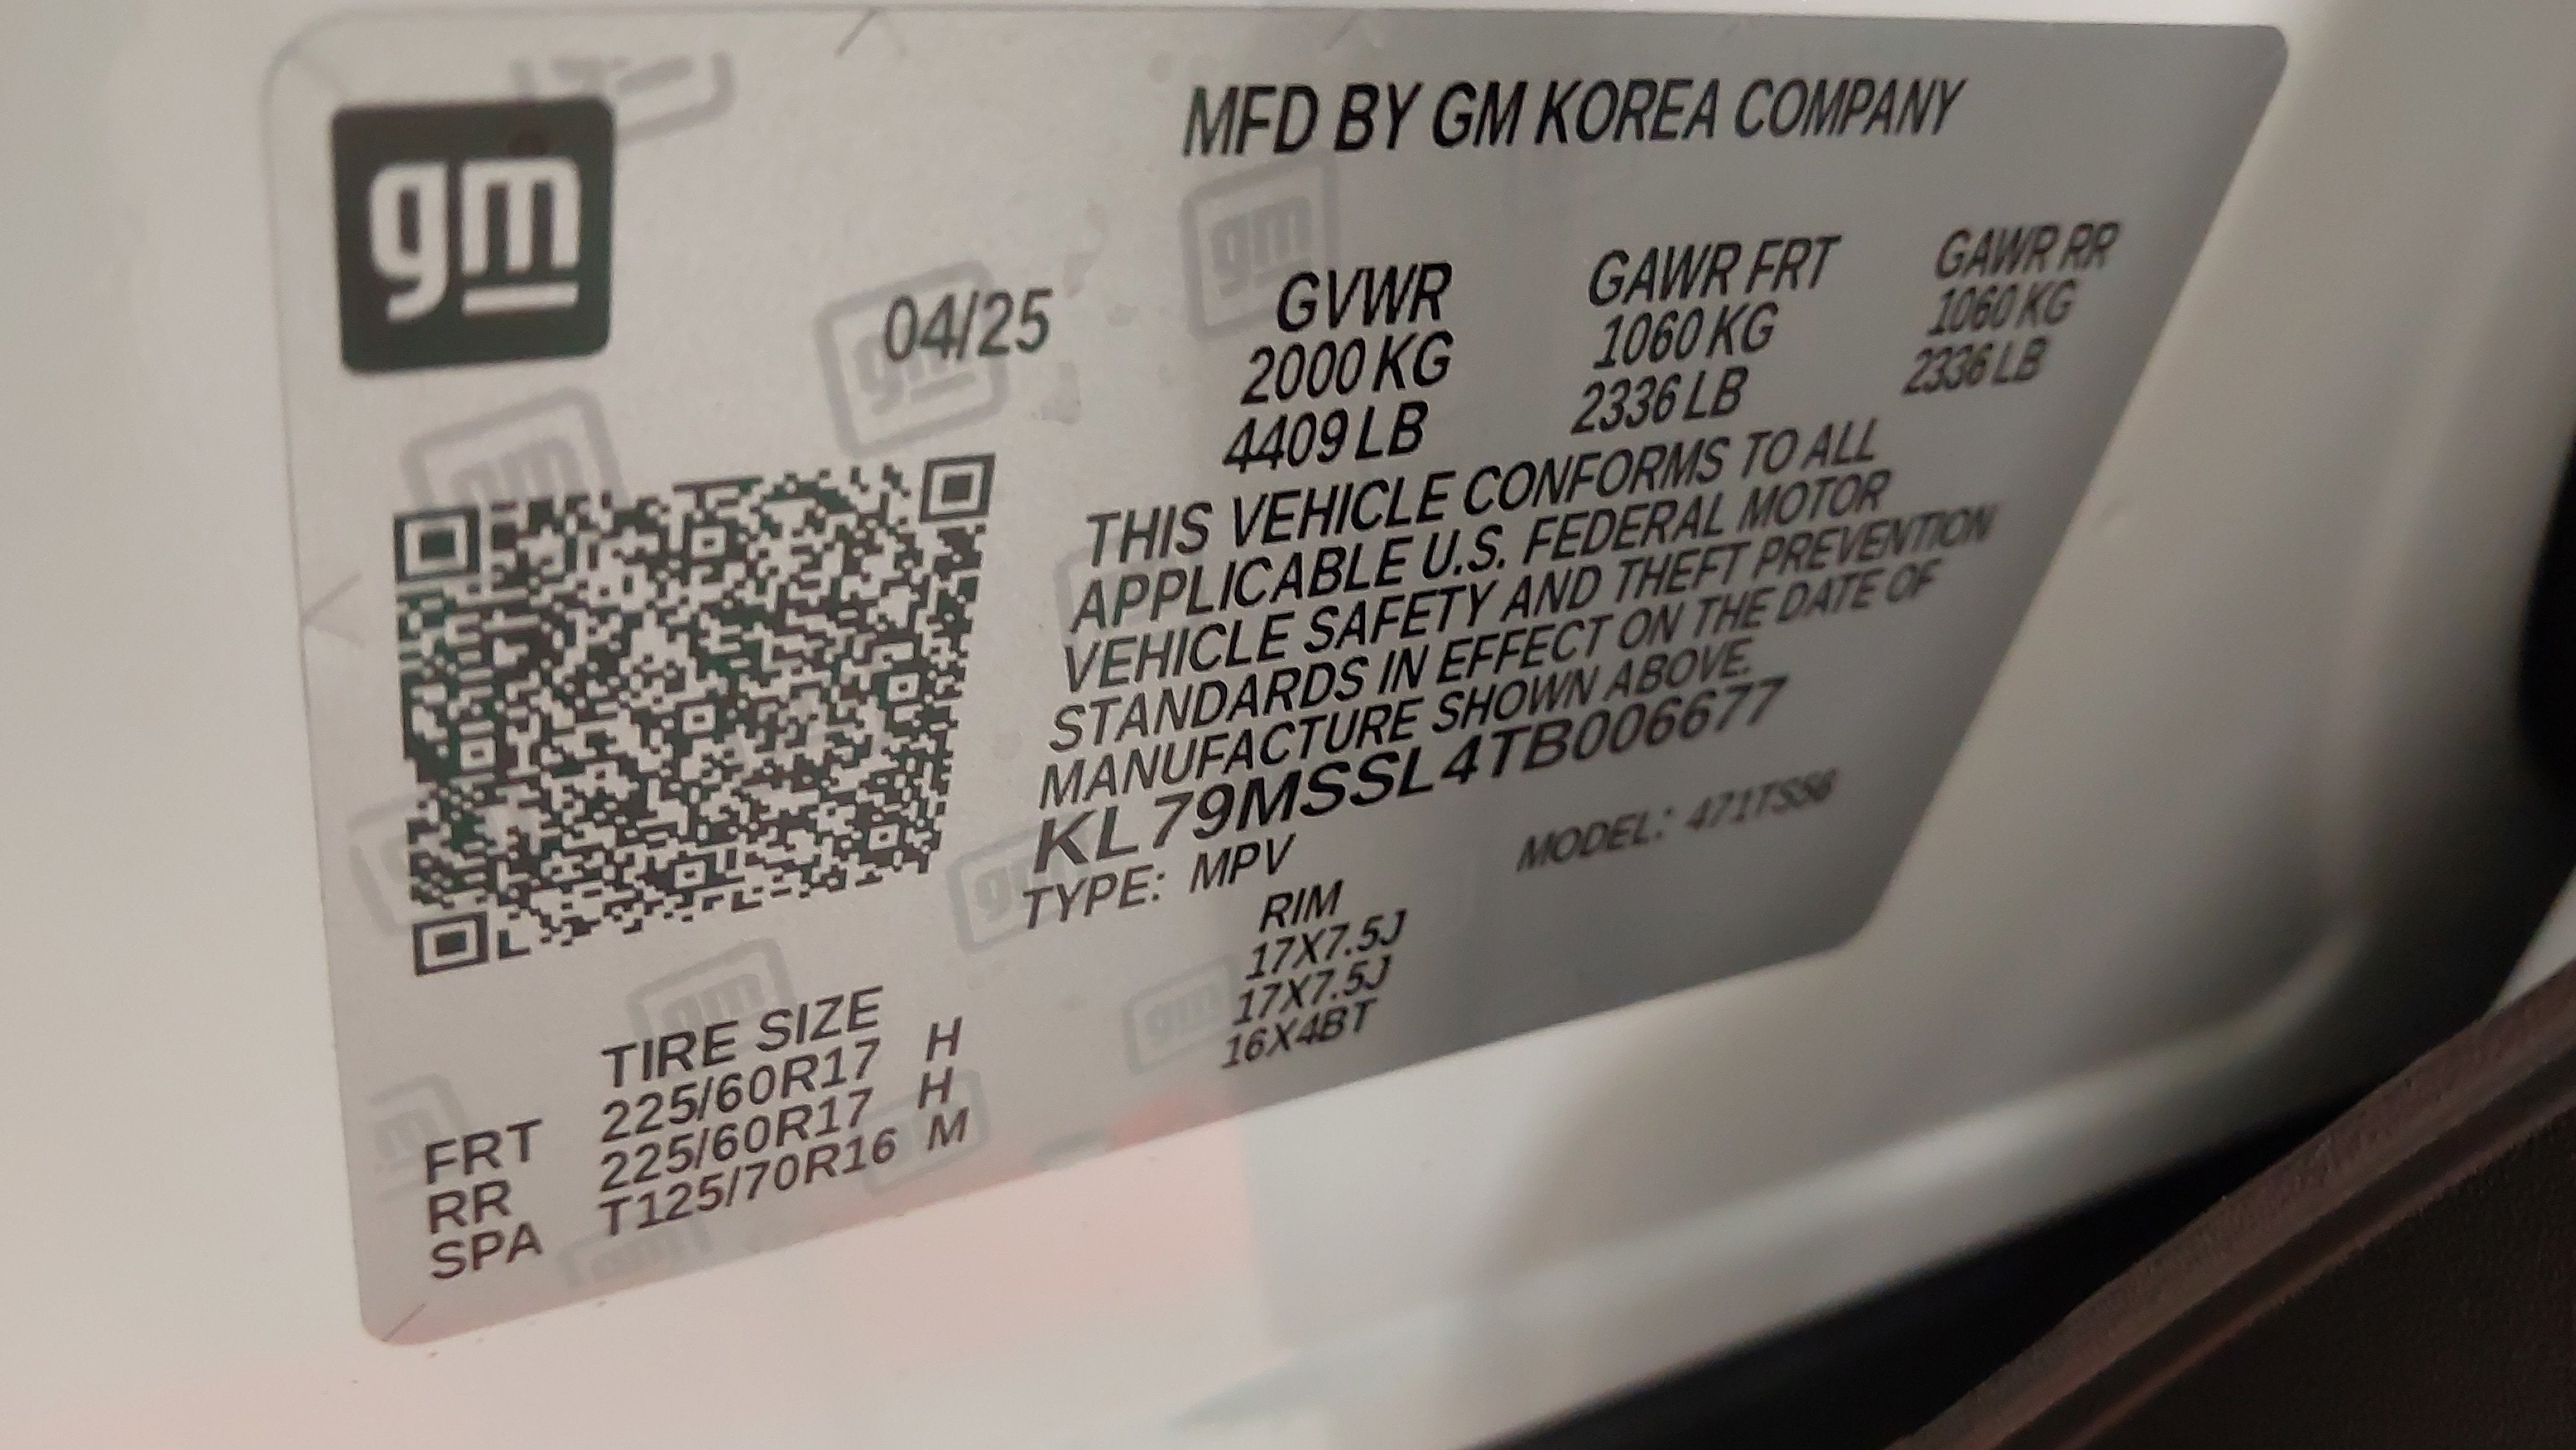 gm
MFD BY GM KOREA COMPANY
04/25
GVWR GAWR FRT GAWR RR
2000 KG 1060 KG 1060 KG
4409 LB 2336 LB 2336 LB
THIS VEHICLE CONFORMS TO ALL
APPLICABLE U.S. FEDERAL MOTOR
VEHICLE SAFETY AND THEFT PREVENTION
STANDARDS IN EFFECT ON THE DATE OF
MANUFACTURE SHOWN ABOVE.
KL79MSSL4TB006677
TYPE: MPV MODEL:
TIRE SIZE RIM
FRT 225/60R17 H 17X7.5J
RR 225/60R17 H 17X7.5J
SPA T125/70R16 M 16X4BT